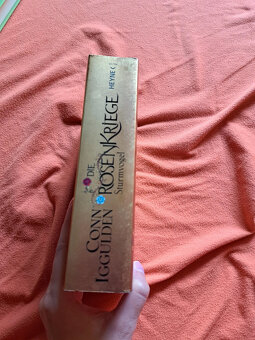 CONN
IGGULDEN
DIE
ROSENKRIEGE
Sturmvogel
HEYNE <